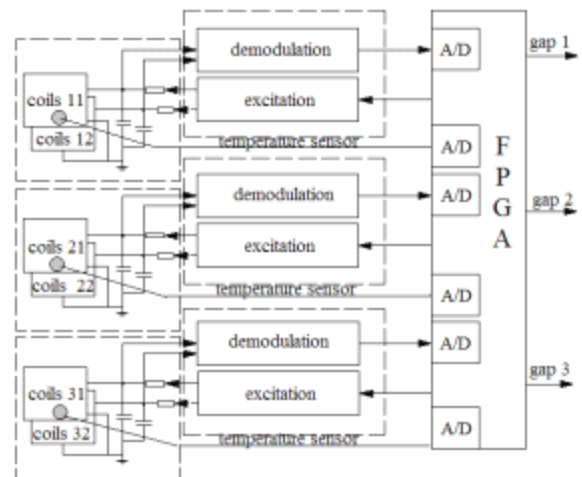 demodulation
A/D
gap 1
excitation
coils 11
coils 12
temperature sensor
A/D
FPGA
demodulation
A/D
gap 2
excitation
coils 21
coils 22
temperature sensor
A/D
demodulation
A/D
gap 3
excitation
coils 31
coils 32
temperature sensor
A/D